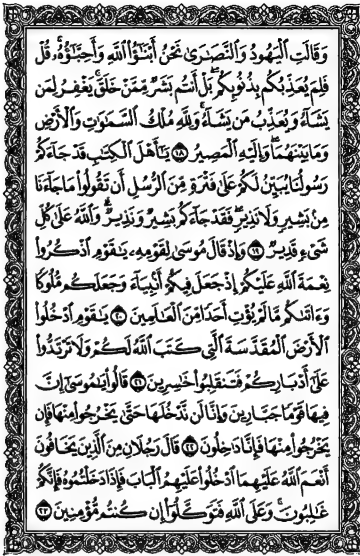 وَقَالَتِ ٱلۡيَهُودُ وَٱلنَّصَٰرَىٰ نَحۡنُ أَبۡنَٰٓؤُاْ ٱللَّهِ وَأَحِبَّٰٓؤُهُۥۚ قُلۡ
فَلِمَ يُعَذِّبُكُم بِذُنُوبِكُمۖ بَلۡ أَنتُم بَشَرٞ مِّمَّنۡ خَلَقَۚ يَغۡفِرُ لِمَن
يَشَآءُ وَيُعَذِّبُ مَن يَشَآءُۚ وَلِلَّهِ مُلۡكُ ٱلسَّمَٰوَٰتِ وَٱلۡأَرۡضِ
وَمَا بَيۡنَهُمَاۖ وَإِلَيۡهِ ٱلۡمَصِيرُ ١٨ يَٰٓأَهۡلَ ٱلۡكِتَٰبِ قَدۡ جَآءَكُمۡ
رَسُولُنَا يُبَيِّنُ لَكُمۡ عَلَىٰ فَتۡرَةٖ مِّنَ ٱلرُّسُلِ أَن تَقُولُواْ مَا جَآءَنَا
مِنۢ بَشِيرٖ وَلَا نَذِيرٖۖ فَقَدۡ جَآءَكُم بَشِيرٞ وَنَذِيرٞۗ وَٱللَّهُ عَلَىٰ كُلِّ
شَيۡءٖ قَدِيرٞ ١٩ وَإِذۡ قَالَ مُوسَىٰ لِقَوۡمِهِۦ يَٰقَوۡمِ ٱذۡكُرُواْ
نِعۡمَةَ ٱللَّهِ عَلَيۡكُمۡ إِذۡ جَعَلَ فِيكُمۡ أَنۢبِيَآءَ وَجَعَلَكُم مُّلُوكٗا
وَءَاتَىٰكُم مَّا لَمۡ يُؤۡتِ أَحَدٗا مِّنَ ٱلۡعَٰلَمِينَ ٢٠ يَٰقَوۡمِ ٱدۡخُلُواْ
ٱلۡأَرۡضَ ٱلۡمُقَدَّسَةَ ٱلَّتِي كَتَبَ ٱللَّهُ لَكُمۡ وَلَا تَرۡتَدُّواْ
عَلَىٰٓ أَدۡبَارِكُمۡ فَتَنقَلِبُواْ خَٰسِرِينَ ٢١ قَالُواْ يَٰمُوسَىٰٓ إِنَّ
فِيهَا قَوۡمٗا جَبَّارِينَ وَإِنَّا لَن نَّدۡخُلَهَا حَتَّىٰ يَخۡرُجُواْ مِنۡهَا فَإِن
يَخۡرُجُواْ مِنۡهَا فَإِنَّا دَٰخِلُونَ ٢٢ قَالَ رَجُلَانِ مِنَ ٱلَّذِينَ يَخَافُونَ
أَنۡعَمَ ٱللَّهُ عَلَيۡهِمَا ٱدۡخُلُواْ عَلَيۡهِمُ ٱلۡبَابَ فَإِذَا دَخَلۡتُمُوهُ فَإِنَّكُمۡ
غَٰلِبُونَۚ وَعَلَى ٱللَّهِ فَتَوَكَّلُوٓاْ إِن كُنتُم مُّؤۡمِنِينَ ٢٣